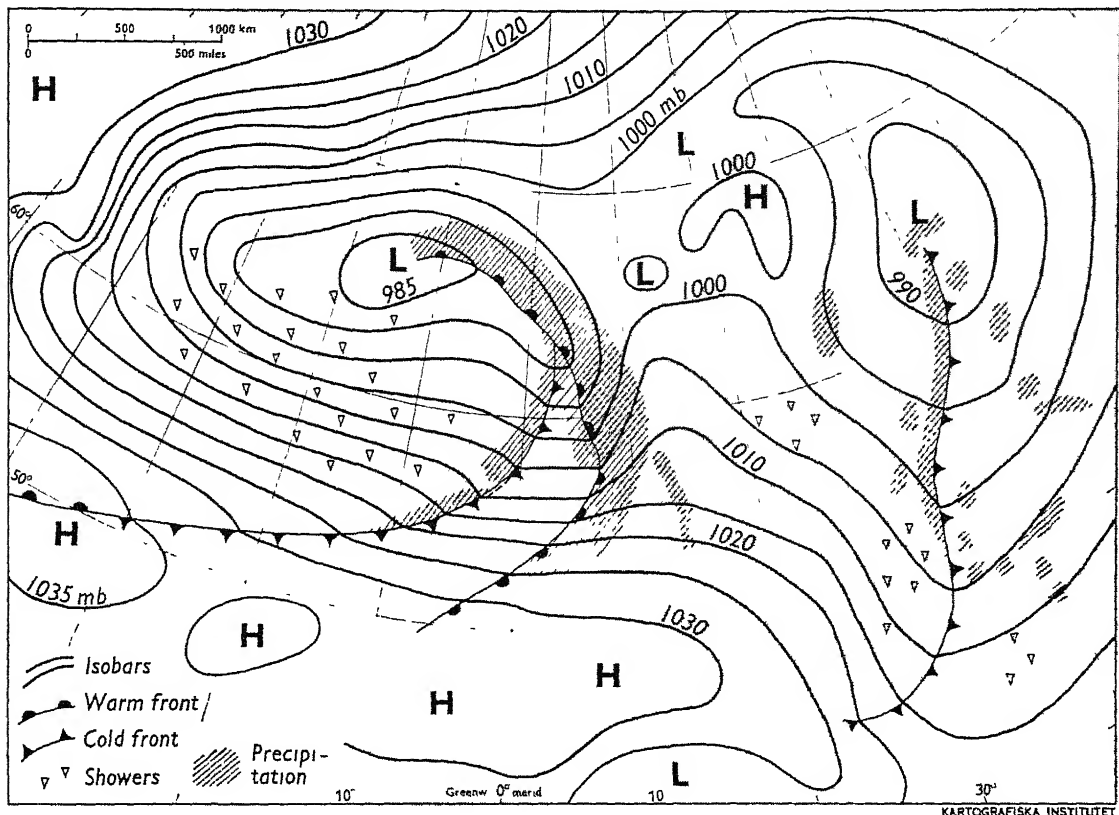 0 500 1000 km
0 500 miles
1030
1020
1010
1000 mb
H
L
1000
H
L
60°
L
985
L
1000
990
1010
50°
H
1020
1035 mb
H
1030
H
H
L
Isobars
Warm front
Cold front
Showers
Precipi-
tation
10°
Greenw 0° merid
10
30°
KARTOGRAFISKA INSTITUTET